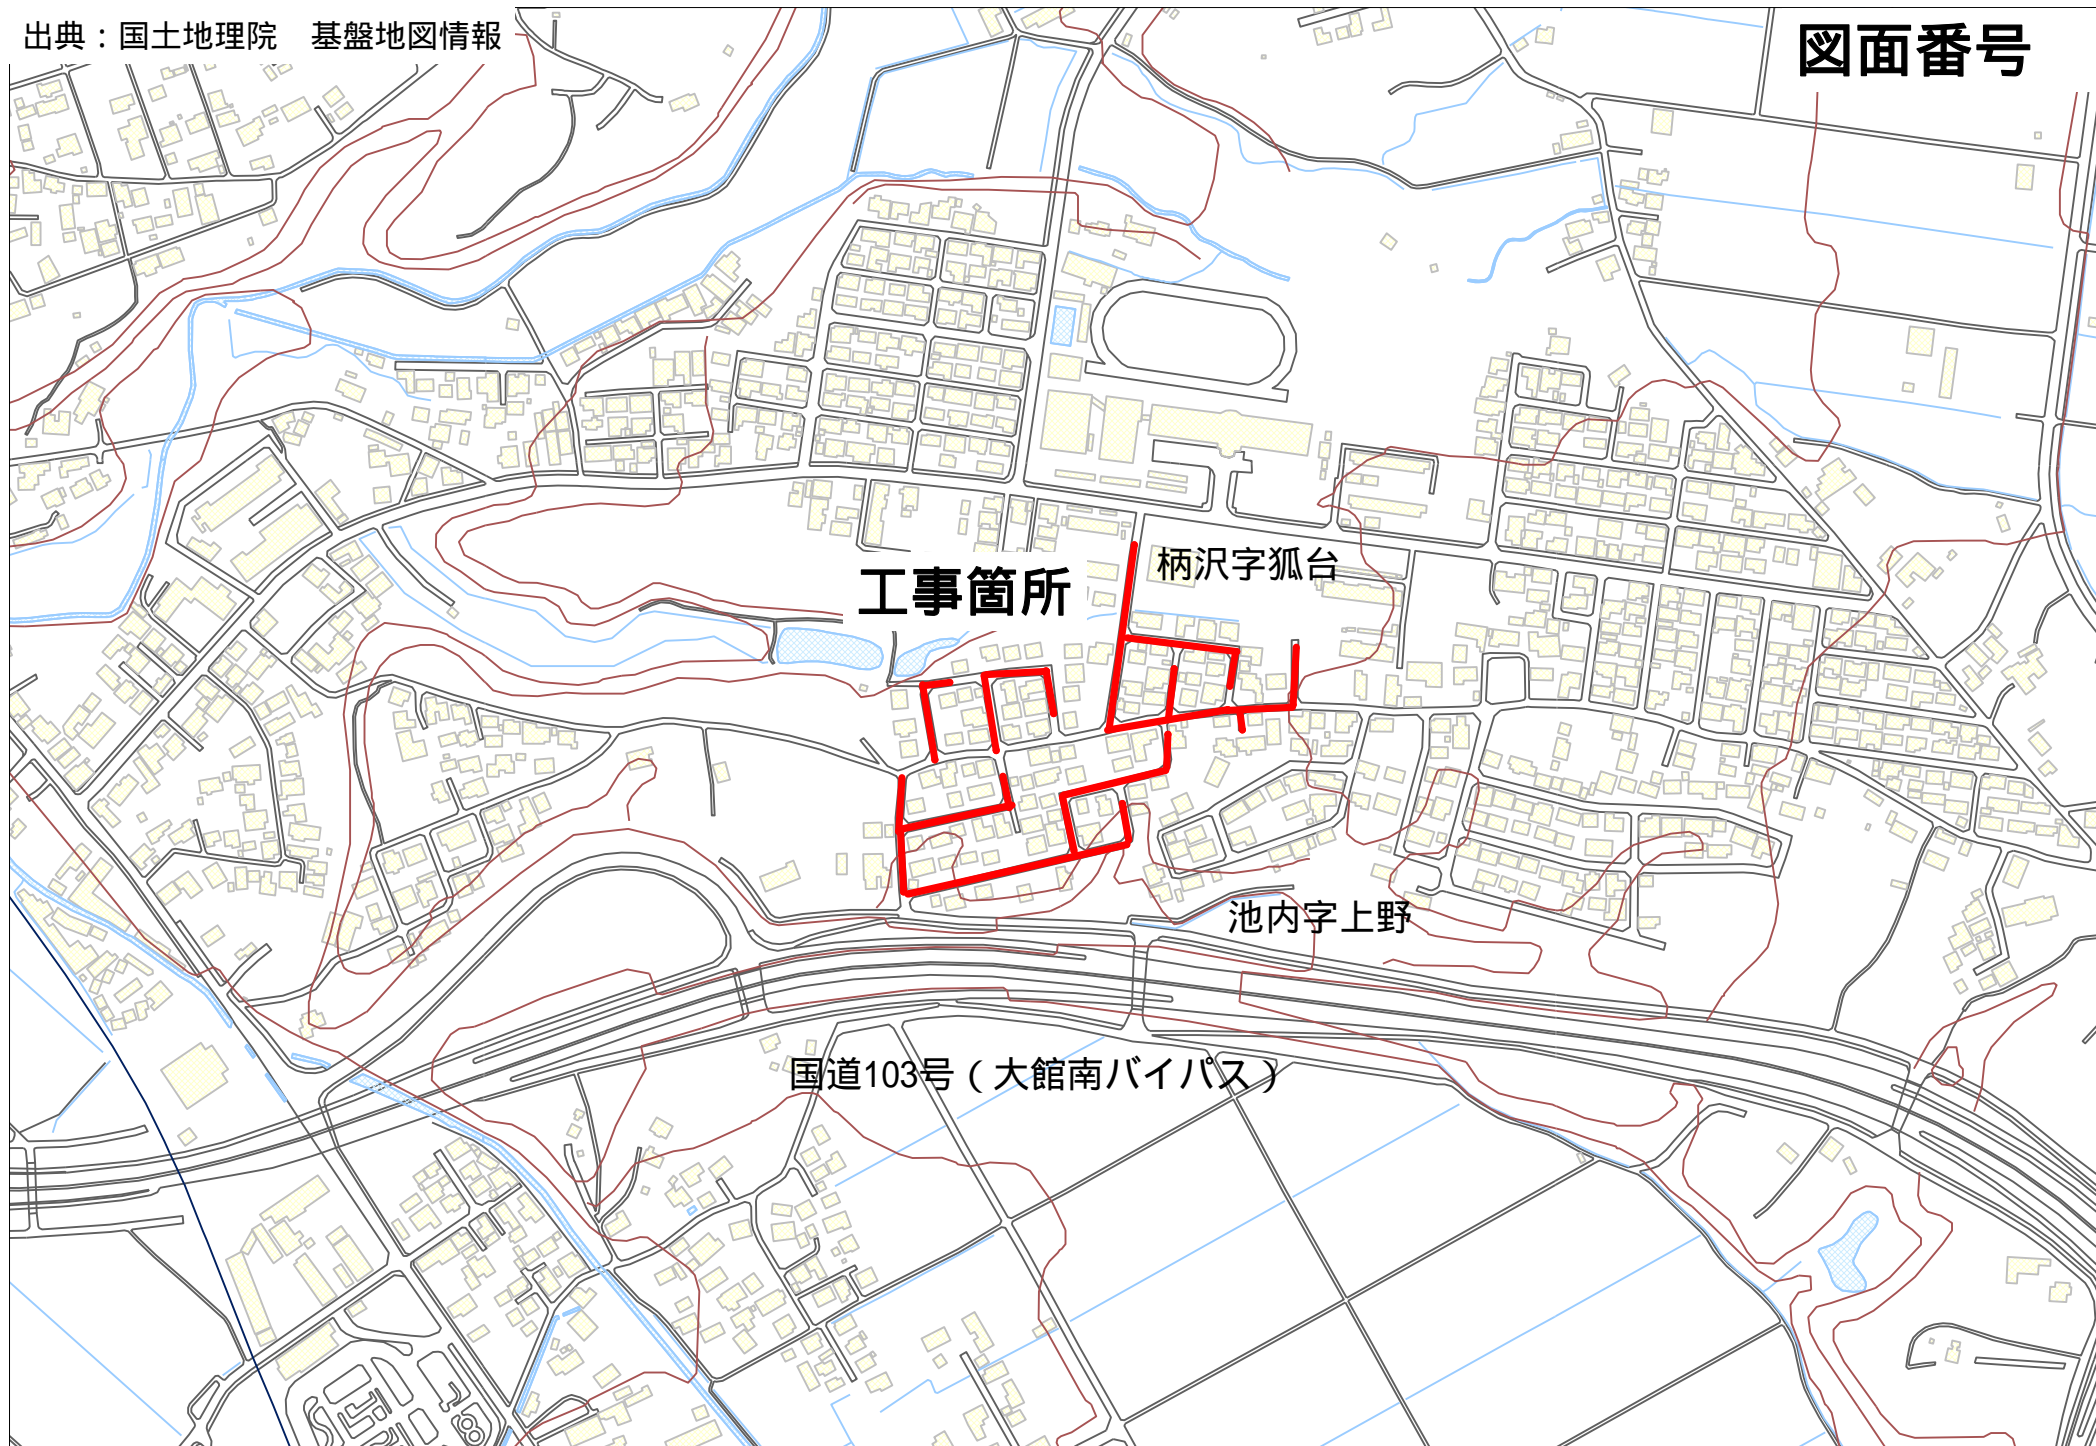 出典：国土地理院　基盤地図情報
図面番号
柄沢字狐台
工事箇所
池内字上野
国道103号（大館南バイパス）